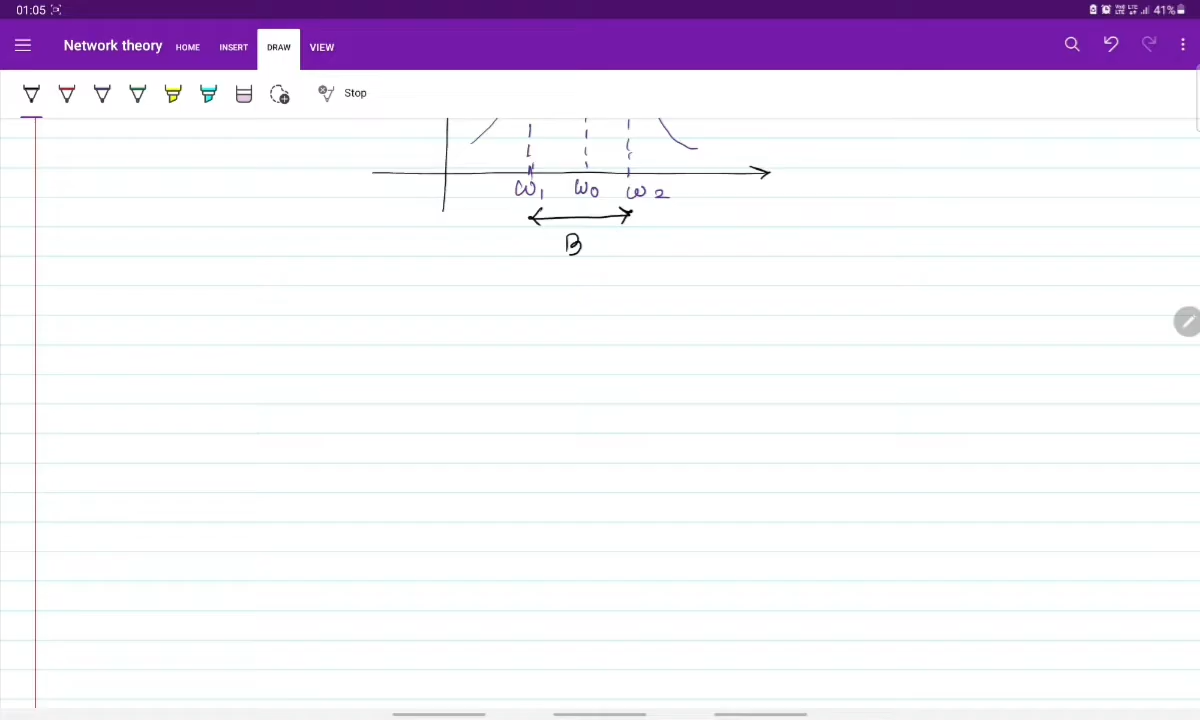 01:05 41%
Network theory HOME INSERT DRAW VIEW
Stop
ω1 ω0 ω2
B